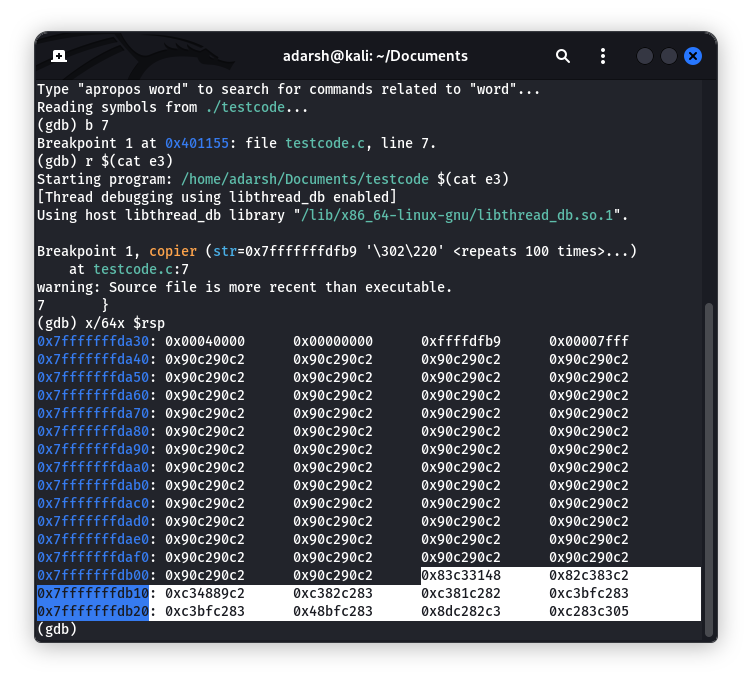 adarsh@kali: ~/Documents
Type "apropos word" to search for commands related to "word"...
Reading symbols from ./testcode...
(gdb) b 7
Breakpoint 1 at 0x401155: file testcode.c, line 7.
(gdb) r $(cat e3)
Starting program: /home/adarsh/Documents/testcode $(cat e3)
[Thread debugging using libthread_db enabled]
Using host libthread_db library "/lib/x86_64-linux-gnu/libthread_db.so.1".
Breakpoint 1, copier (str=0x7fffffffdfb9 '\302\220' <repeats 100 times>...)
    at testcode.c:7
warning: Source file is more recent than executable.
7       }
(gdb) x/64x $rsp
0x7fffffffda30: 0x00040000      0x00000000      0xffffdfb9      0x00007fff
0x7fffffffda40: 0x90c290c2      0x90c290c2      0x90c290c2      0x90c290c2
0x7fffffffda50: 0x90c290c2      0x90c290c2      0x90c290c2      0x90c290c2
0x7fffffffda60: 0x90c290c2      0x90c290c2      0x90c290c2      0x90c290c2
0x7fffffffda70: 0x90c290c2      0x90c290c2      0x90c290c2      0x90c290c2
0x7fffffffda80: 0x90c290c2      0x90c290c2      0x90c290c2      0x90c290c2
0x7fffffffda90: 0x90c290c2      0x90c290c2      0x90c290c2      0x90c290c2
0x7fffffffdaa0: 0x90c290c2      0x90c290c2      0x90c290c2      0x90c290c2
0x7fffffffdab0: 0x90c290c2      0x90c290c2      0x90c290c2      0x90c290c2
0x7fffffffdac0: 0x90c290c2      0x90c290c2      0x90c290c2      0x90c290c2
0x7fffffffdad0: 0x90c290c2      0x90c290c2      0x90c290c2      0x90c290c2
0x7fffffffdae0: 0x90c290c2      0x90c290c2      0x90c290c2      0x90c290c2
0x7fffffffdaf0: 0x90c290c2      0x90c290c2      0x90c290c2      0x90c290c2
0x7fffffffdb00: 0x90c290c2      0x90c290c2      0x83c33148      0x82c383c2
0x7fffffffdb10: 0xc34889c2      0xc382c283      0xc381c282      0xc3bfc283
0x7fffffffdb20: 0xc3bfc283      0x48bfc283      0x8dc282c3      0xc283c305
(gdb)